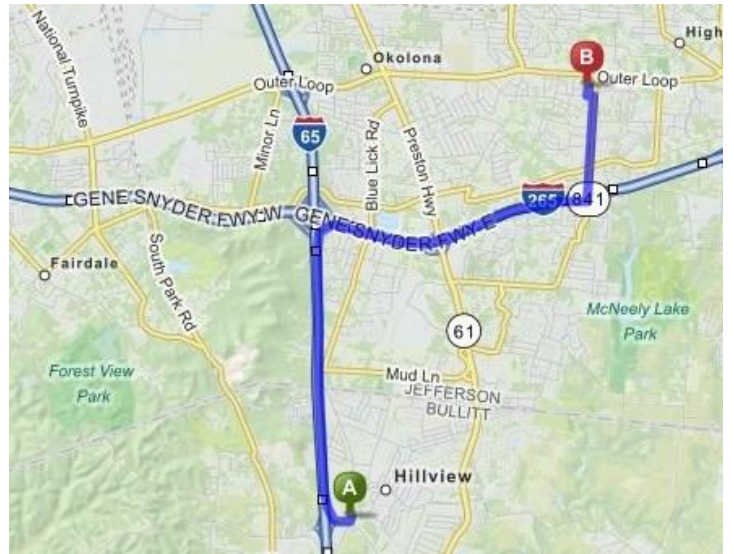 National Turnpike
High
Okolona
B
Outer Loop
Outer Loop
65
Minor Ln
Blue Lick Rd
Preston Hwy
GENE SNYDER FWY W
GENE SNYDER FWY E
265
841
South Park Rd
Fairdale
McNeely Lake
Park
61
Forest View
Park
Mud Ln
JEFFERSON
BULLITT
Hillview
A